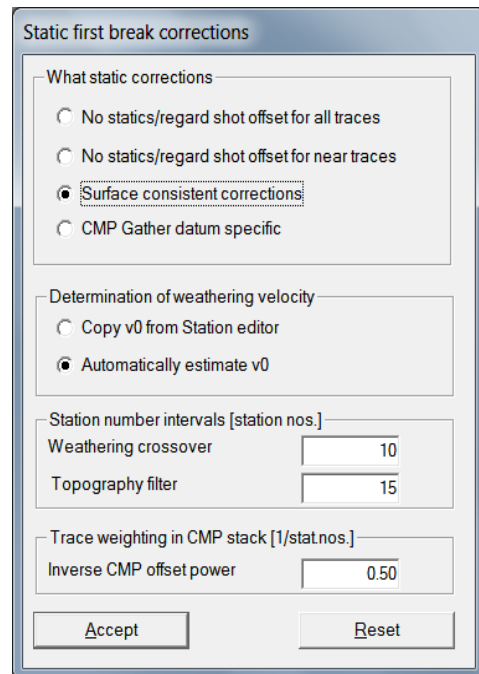 Static first break corrections
What static corrections
No statics/regard shot offset for all traces
No statics/regard shot offset for near traces
Surface consistent corrections
CMP Gather datum specific
Determination of weathering velocity
Copy v0 from Station editor
Automatically estimate v0
Station number intervals [station nos.]
Weathering crossover 10
Topography filter 15
Trace weighting in CMP stack [1/stat.nos.]
Inverse CMP offset power 0.50
Accept Reset